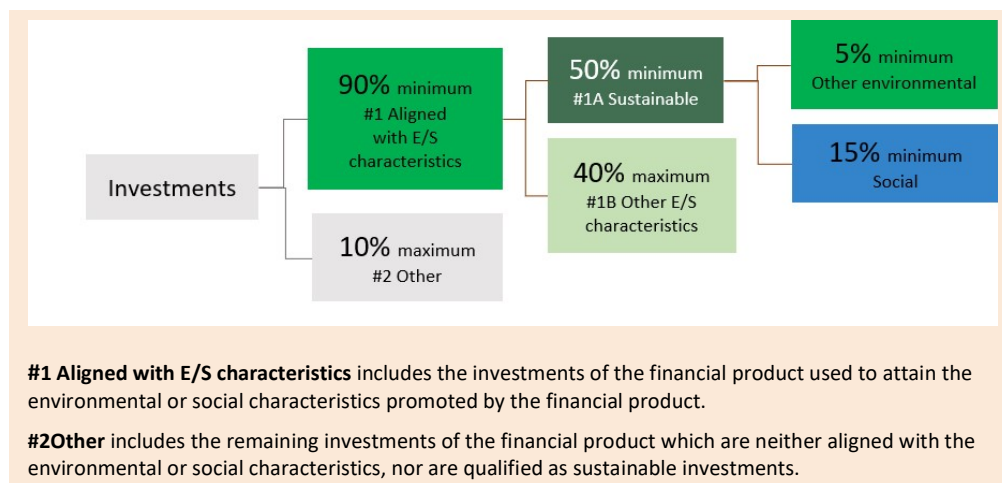 Investments
90% minimum
#1 Aligned
with E/S
characteristics
10% maximum
#2 Other
50% minimum
#1A Sustainable
40% maximum
#1B Other E/S
characteristics
5% minimum
Other environmental
15% minimum
Social
#1 Aligned with E/S characteristics includes the investments of the financial product used to attain the
environmental or social characteristics promoted by the financial product.
#2Other includes the remaining investments of the financial product which are neither aligned with the
environmental or social characteristics, nor are qualified as sustainable investments.